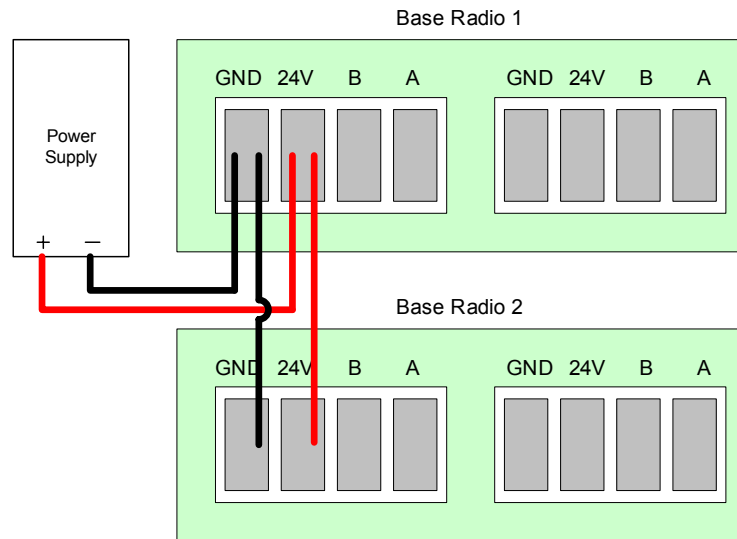 Base Radio 1
GND 24V B A GND 24V B A
Power
Supply
+ −
Base Radio 2
GND 24V B A GND 24V B A